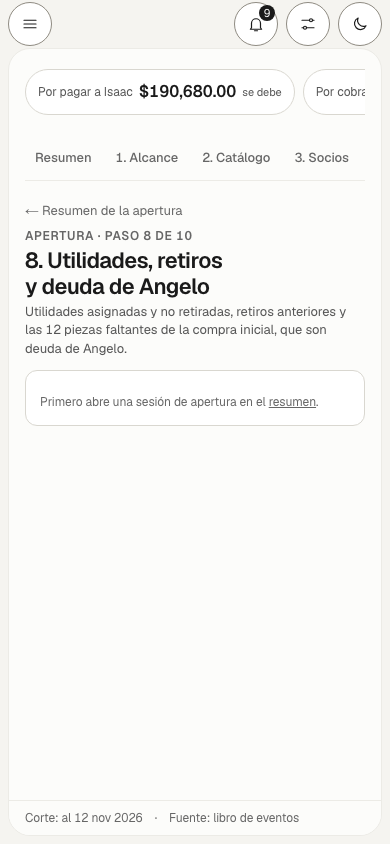 9
Por pagar a Isaac $190,680.00 se debe
Por cobra
Resumen 1. Alcance 2. Catálogo 3. Socios
← Resumen de la apertura
APERTURA · PASO 8 DE 10
8. Utilidades, retiros
y deuda de Angelo
Utilidades asignadas y no retiradas, retiros anteriores y
las 12 piezas faltantes de la compra inicial, que son
deuda de Angelo.
Primero abre una sesión de apertura en el resumen.
Corte: al 12 nov 2026 · Fuente: libro de eventos